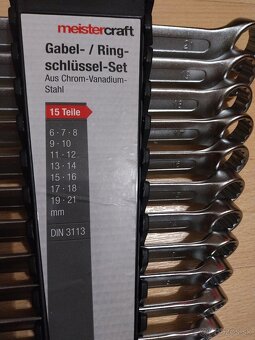 meistercraft
Gabel- / Ring-
schlüssel-Set
Aus Chrom-Vanadium-
Stahl
15 Teile
6 · 7 · 8
9 · 10
11 · 12
13 · 14
15 · 16
17 · 18
19 · 21
mm
DIN 3113